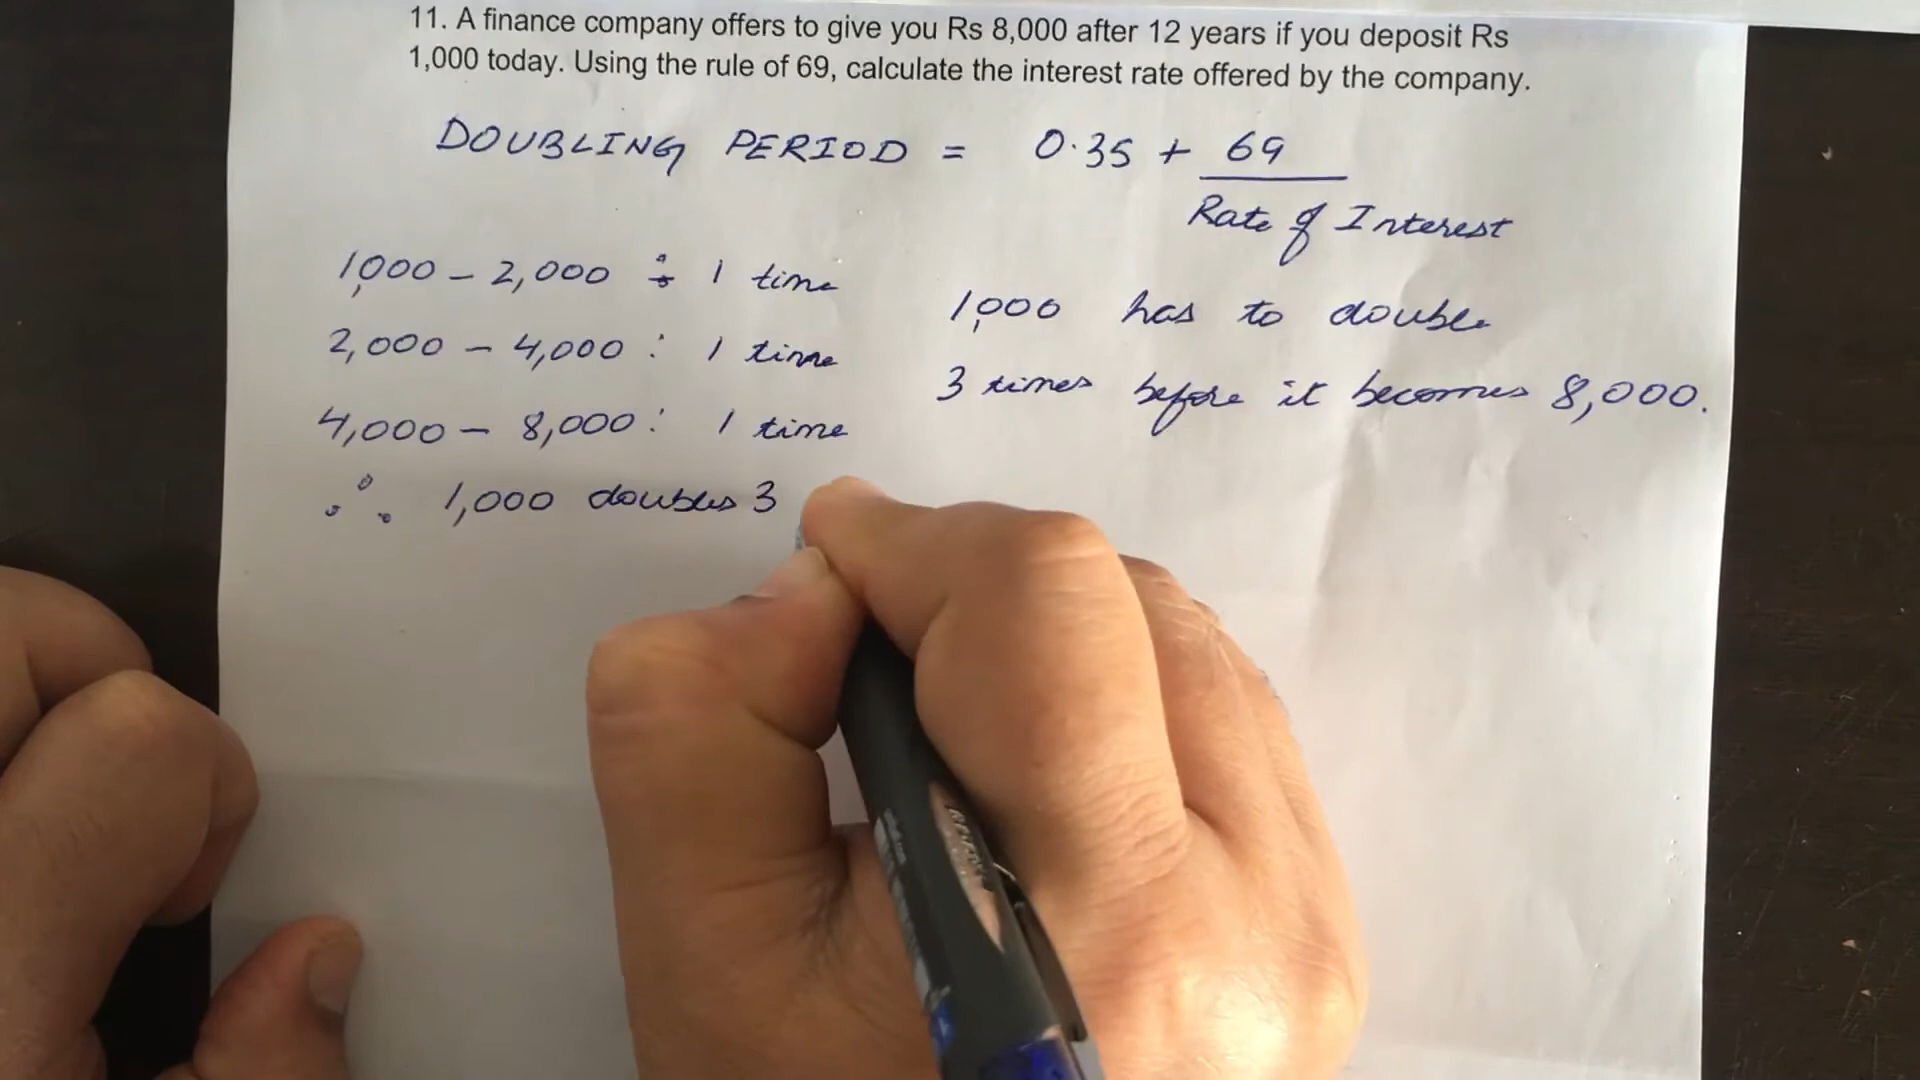 11. A finance company offers to give you Rs 8,000 after 12 years if you deposit Rs
1,000 today. Using the rule of 69, calculate the interest rate offered by the company.
DOUBLING PERIOD = 0.35 + 69
Rate of Interest
1,000 - 2,000 : 1 time
2,000 - 4,000 : 1 time
4,000 - 8,000 : 1 time
∴ 1,000 doubles 3
1,000 has to double
3 times before it becomes 8,000.